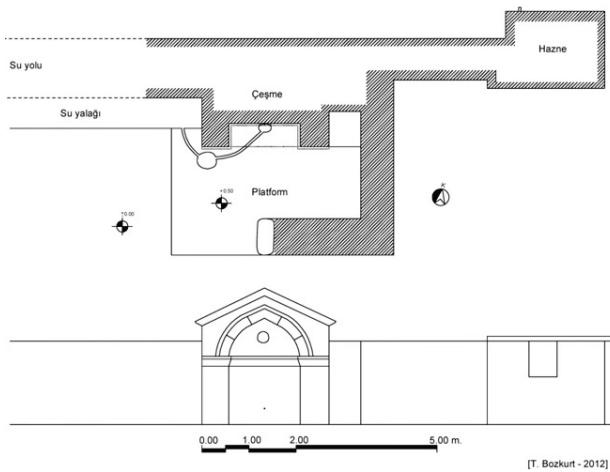 Su yolu
Hazne
Çeşme
Su yalağı
Platform
+0.50
+0.00
K
0.00 1.00 2.00 5.00 m.
[T. Bozkurt - 2012]